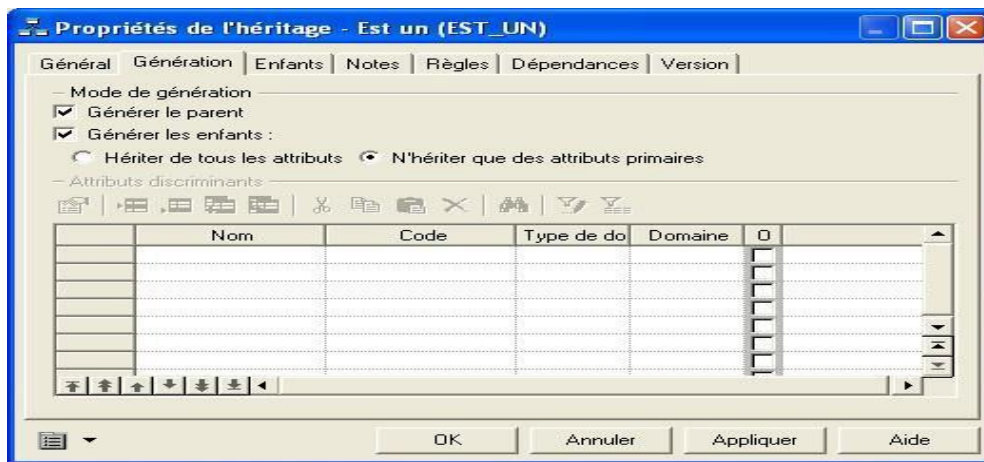 Propriétés de l'héritage - Est un (EST_UN)
Général Génération Enfants Notes Règles Dépendances Version
Mode de génération
Générer le parent
Générer les enfants :
Hériter de tous les attributs N'hériter que des attributs primaires
Attributs discriminants
Nom Code Type de do Domaine O
OK Annuler Appliquer Aide